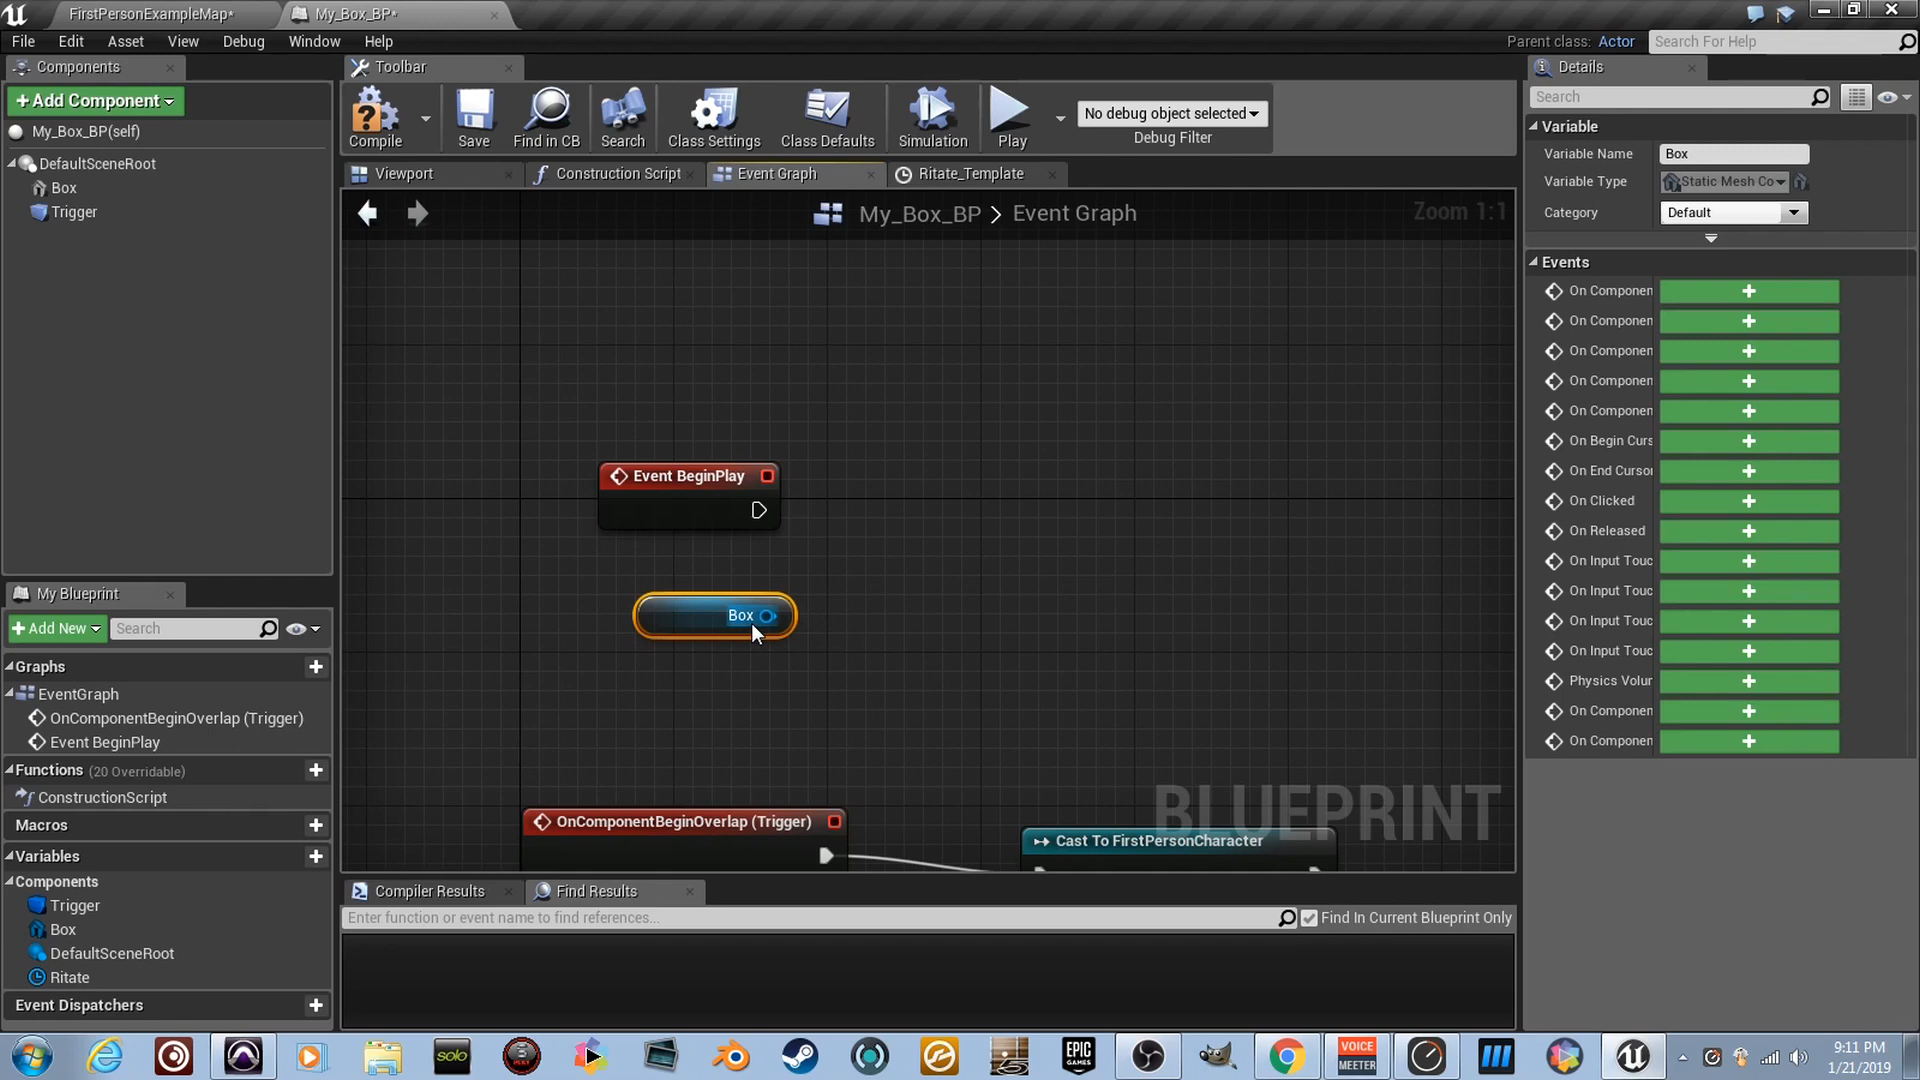 FirstPersonExampleMap*
My_Box_BP*
File Edit Asset View Debug Window Help
Parent class: Actor
Search For Help
Components
Toolbar
Details
+Add Component
Compile
Save
Find in CB
Search
Class Settings
Class Defaults
Simulation
Play
No debug object selected
Debug Filter
Search
My_Box_BP(self)
DefaultSceneRoot
Box
Trigger
Viewport
Construction Script
Event Graph
Ritate_Template
My_Box_BP > Event Graph
Zoom 1:1
Variable
Variable Name Box
Variable Type Static Mesh Co
Category Default
Events
On Componen
On Componen
On Componen
On Componen
On Componen
On Begin Curs
On End Cursor
On Clicked
On Released
On Input Touc
On Input Touc
On Input Touc
On Input Touc
Physics Volur
On Componen
On Componen
Event BeginPlay
Box
OnComponentBeginOverlap (Trigger)
Cast To FirstPersonCharacter
BLUEPRINT
My Blueprint
+Add New
Search
Graphs
EventGraph
OnComponentBeginOverlap (Trigger)
Event BeginPlay
Functions (20 Overridable)
ConstructionScript
Macros
Variables
Components
Trigger
Box
DefaultSceneRoot
Ritate
Event Dispatchers
Compiler Results
Find Results
Enter function or event name to find references...
Find In Current Blueprint Only
solo
EPIC
GAMES
VOICE
MEETER
9:11 PM
1/21/2019